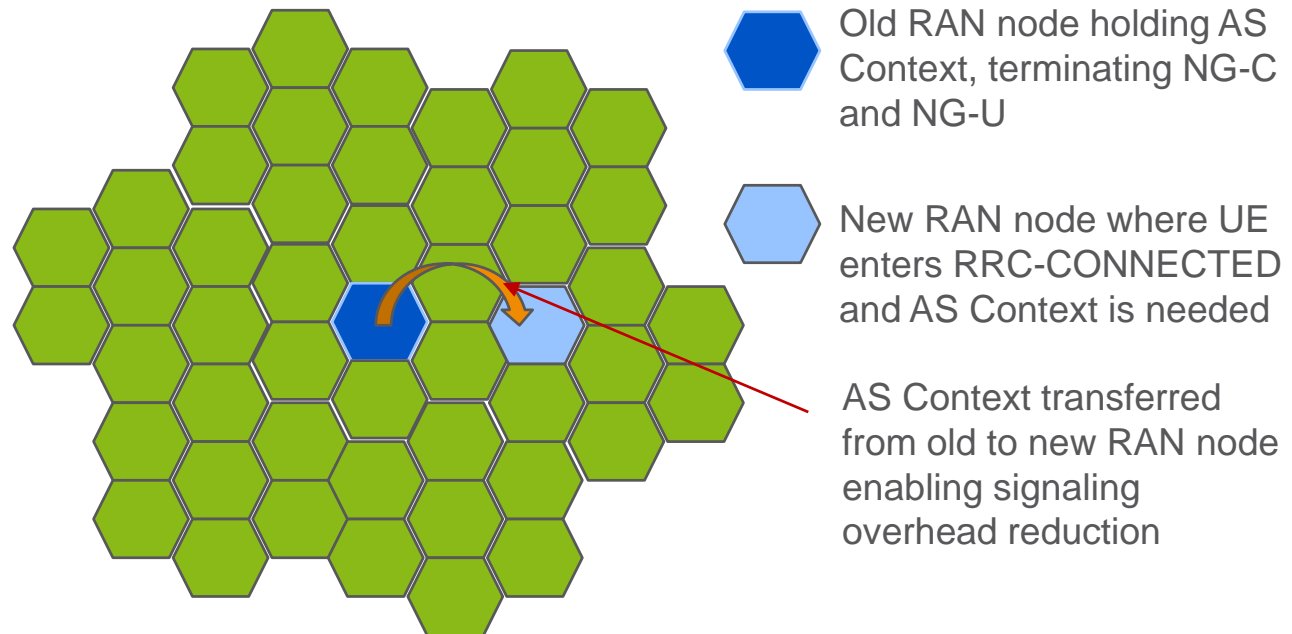 Old RAN node holding AS
Context, terminating NG-C
and NG-U
New RAN node where UE
enters RRC-CONNECTED
and AS Context is needed
AS Context transferred
from old to new RAN node
enabling signaling
overhead reduction